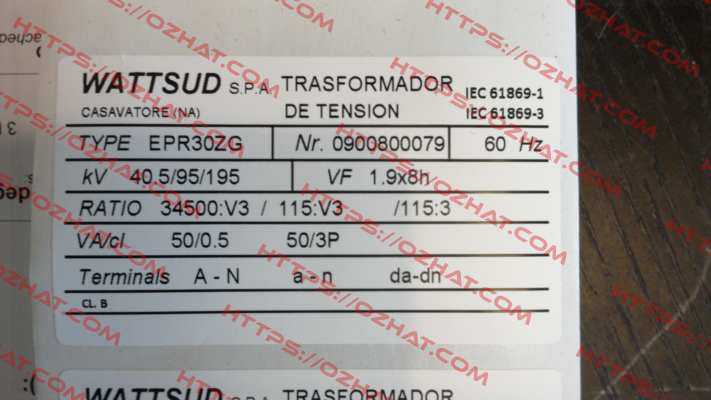 WATTSUD S.P.A. TRASFORMADOR IEC 61869-1
CASAVATORE (NA) DE TENSION IEC 61869-3
TYPE EPR30ZG Nr. 0900800079 60 Hz
kV 40.5/95/195 VF 1.9x8h
RATIO 34500:V3 / 115:V3 /115:3
VA/cl 50/0.5 50/3P
Terminals A - N a - n da-dn
CL. B
WATTSUD S.P.A. TRASFORMADOR
HTTPS://OZHAT.COM